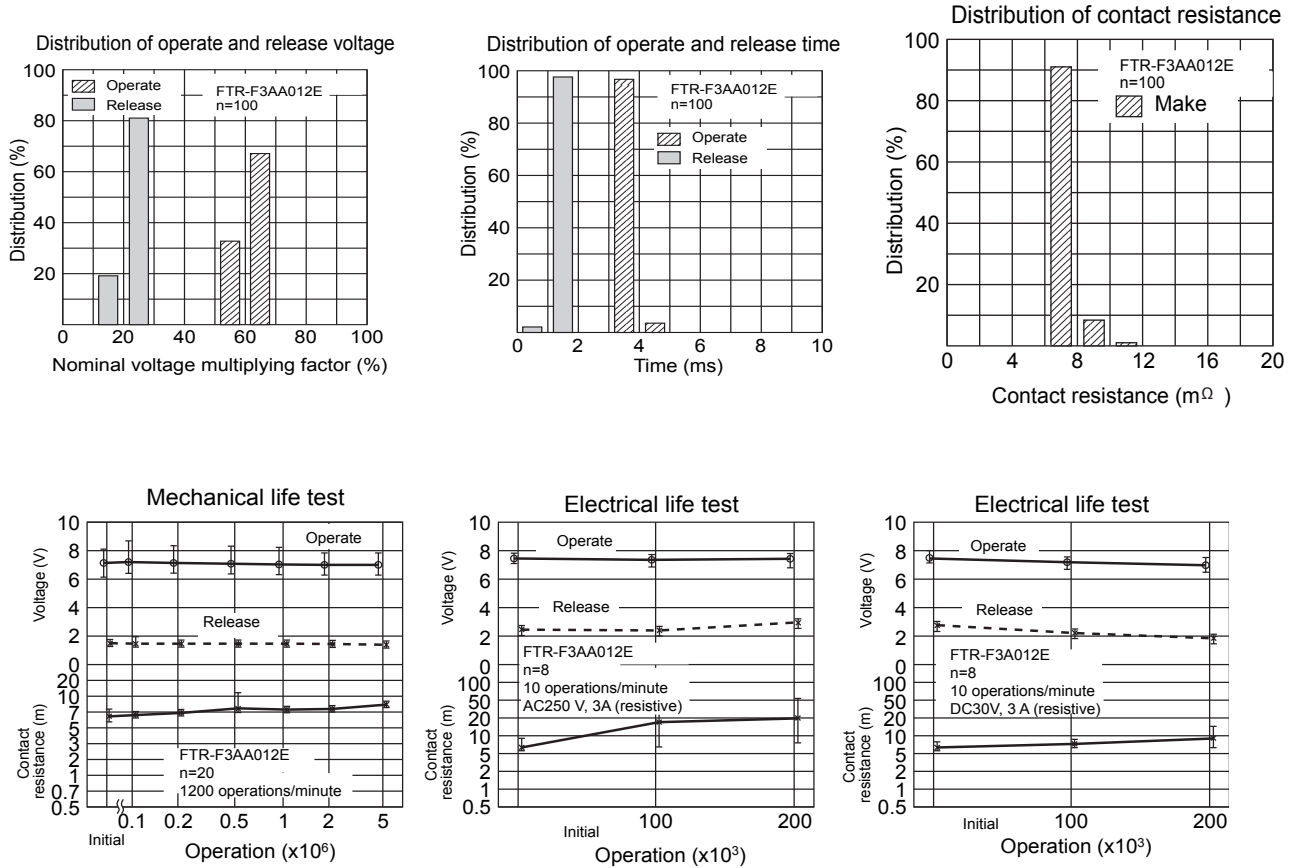 Distribution of operate and release voltage
100
80
60
40
20
Distribution (%)
Operate
Release
FTR-F3AA012E
n=100
0 20 40 60 80 100
Nominal voltage multiplying factor (%)
Distribution of operate and release time
100
80
60
40
20
Distribution (%)
FTR-F3AA012E
n=100
Operate
Release
0 2 4 6 8 10
Time (ms)
Distribution of contact resistance
100
80
60
40
20
Distribution (%)
FTR-F3AA012E
n=100
Make
0 4 8 12 16 20
Contact resistance (mΩ )
Mechanical life test
10
8
6
4
2
0
Voltage (V)
Operate
Release
20
10
7
5
3
2
1
0.7
0.5
Contact
resistance (m)
FTR-F3AA012E
n=20
1200 operations/minute
Initial
0.1 0.2 0.5 1 2 5
Operation (x10⁶)
Electrical life test
10
8
6
4
2
0
Voltage (V)
Operate
Release
FTR-F3AA012E
n=8
10 operations/minute
AC250 V, 3A (resistive)
100
50
20
10
5
2
1
0.5
Contact
resistance (m)
Initial
100 200
Operation (x10³)
Electrical life test
10
8
6
4
2
0
Voltage (V)
Operate
Release
FTR-F3A012E
n=8
10 operations/minute
DC30V, 3 A (resistive)
100
50
20
10
5
2
1
0.5
Contact
resistance (m)
Initial
100 200
Operation (x10³)